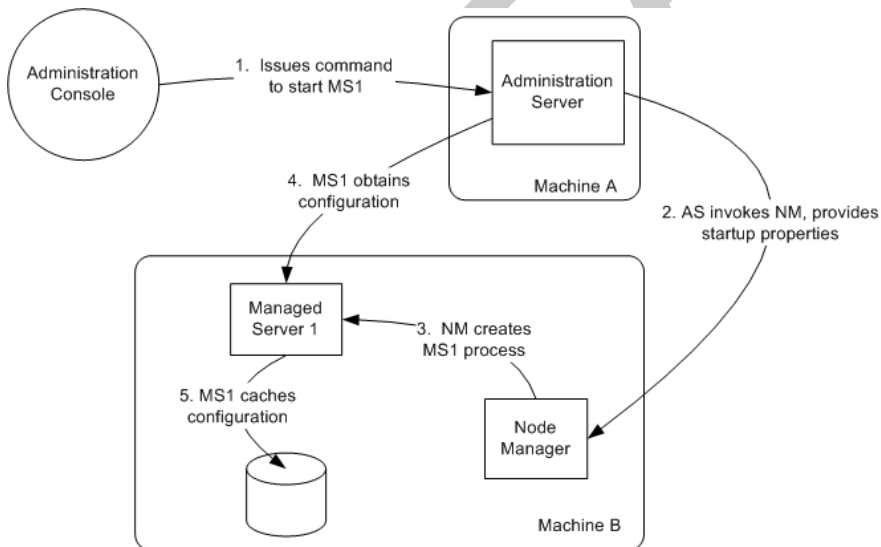 Administration
Console
1. Issues command
to start MS1
Administration
Server
Machine A
4. MS1 obtains
configuration
2. AS invokes NM, provides
startup properties
Managed
Server 1
3. NM creates
MS1 process
5. MS1 caches
configuration
Node
Manager
Machine B